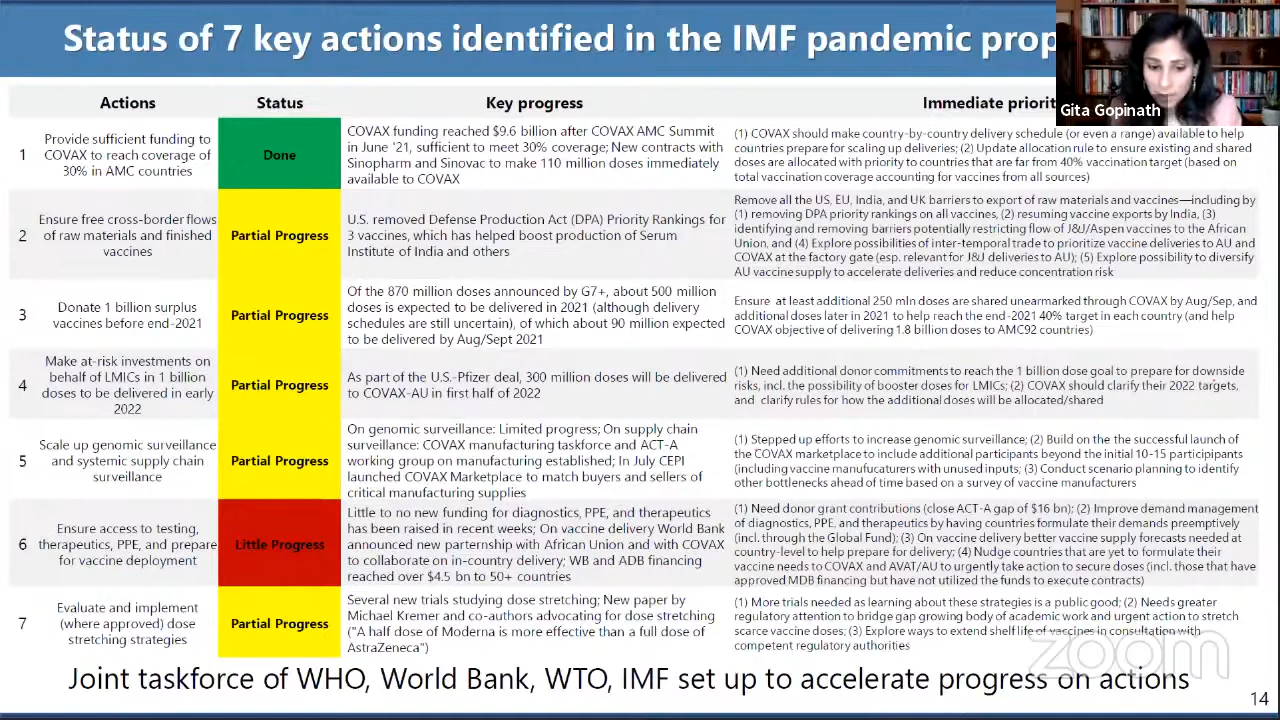 Status of 7 key actions identified in the IMF pandemic prop
Gita Gopinath
Actions
Status
Key progress
Immediate priorit
1
Provide sufficient funding to
COVAX to reach coverage of
30% in AMC countries
Done
COVAX funding reached $9.6 billion after COVAX AMC Summit
in June '21, sufficient to meet 30% coverage; New contracts with
Sinopharm and Sinovac to make 110 million doses immediately
available to COVAX
(1) COVAX should make country-by-country delivery schedule (or even a range) available to help
countries prepare for scaling up deliveries; (2) Update allocation rule to ensure existing and shared
doses are allocated with priority to countries that are far from 40% vaccination target (based on
total vaccination coverage accounting for vaccines from all sources)
2
Ensure free cross-border flows
of raw materials and finished
vaccines
Partial Progress
U.S. removed Defense Production Act (DPA) Priority Rankings for
3 vaccines, which has helped boost production of Serum
Institute of India and others
Remove all the US, EU, India, and UK barriers to export of raw materials and vaccines—including by
(1) removing DPA priority rankings on all vaccines, (2) resuming vaccine exports by India, (3)
identifying and removing barriers potentially restricting flow of J&J/Aspen vaccines to the African
Union, and (4) Explore possibilities of inter-temporal trade to prioritize vaccine deliveries to AU and
COVAX at the factory gate (esp. relevant for J&J deliveries to AU); (5) Explore possibility to diversify
AU vaccine supply to accelerate deliveries and reduce concentration risk
3
Donate 1 billion surplus
vaccines before end-2021
Partial Progress
Of the 870 million doses announced by G7+, about 500 million
doses is expected to be delivered in 2021 (although delivery
schedules are still uncertain), of which about 90 million expected
to be delivered by Aug/Sept 2021
Ensure at least additional 250 mln doses are shared unearmarked through COVAX by Aug/Sep, and
additional doses later in 2021 to help reach the end-2021 40% target in each country (and help
COVAX objective of delivering 1.8 billion doses to AMC92 countries)
4
Make at-risk investments on
behalf of LMICs in 1 billion
doses to be delivered in early
2022
Partial Progress
As part of the U.S.-Pfizer deal, 300 million doses will be delivered
to COVAX-AU in first half of 2022
(1) Need additional donor commitments to reach the 1 billion dose goal to prepare for downside
risks, incl. the possibility of booster doses for LMICs; (2) COVAX should clarify their 2022 targets,
and clarify rules for how the additional doses will be allocated/shared
5
Scale up genomic surveillance
and systemic supply chain
surveillance
Partial Progress
On genomic surveillance: Limited progress; On supply chain
surveillance: COVAX manufacturing taskforce and ACT-A
working group on manufacturing established; In July CEPI
launched COVAX Marketplace to match buyers and sellers of
critical manufacturing supplies
(1) Stepped up efforts to increase genomic surveillance; (2) Build on the the successful launch of
the COVAX marketplace to include additional participants beyond the initial 10-15 participipants
(including vaccine manufucaturers with unused inputs; (3) Conduct scenario planning to identify
other bottlenecks ahead of time based on a survey of vaccine manufacturers
6
Ensure access to testing,
therapeutics, PPE, and prepare
for vaccine deployment
Little Progress
Little to no new funding for diagnostics, PPE, and therapeutics
has been raised in recent weeks; On vaccine delivery World Bank
announced new parternship with African Union and with COVAX
to collaborate on in-country delivery; WB and ADB financing
reached over $4.5 bn to 50+ countries
(1) Need donor grant contributions (close ACT-A gap of $16 bn); (2) Improve demand management
of diagnostics, PPE, and therapeutics by having countries formulate their demands preemptively
(incl. through the Global Fund); (3) On vaccine delivery better vaccine supply forecasts needed at
country-level to help prepare for delivery; (4) Nudge countries that are yet to formulate their
vaccine needs to COVAX and AVAT/AU to urgently take action to secure doses (incl. those that have
approved MDB financing but have not utilized the funds to execute contracts)
7
Evaluate and implement
(where approved) dose
stretching strategies
Partial Progress
Several new trials studying dose stretching; New paper by
Michael Kremer and co-authors advocating for dose stretching
("A half dose of Moderna is more effective than a full dose of
AstraZeneca")
(1) More trials needed as learning about these strategies is a public good; (2) Needs greater
regulatory attention to bridge gap growing body of academic work and urgent action to stretch
scarce vaccine doses; (3) Explore ways to extend shelf life of vaccines in consultation with
competent regulatory authorities
zoom
Joint taskforce of WHO, World Bank, WTO, IMF set up to accelerate progress on actions
14